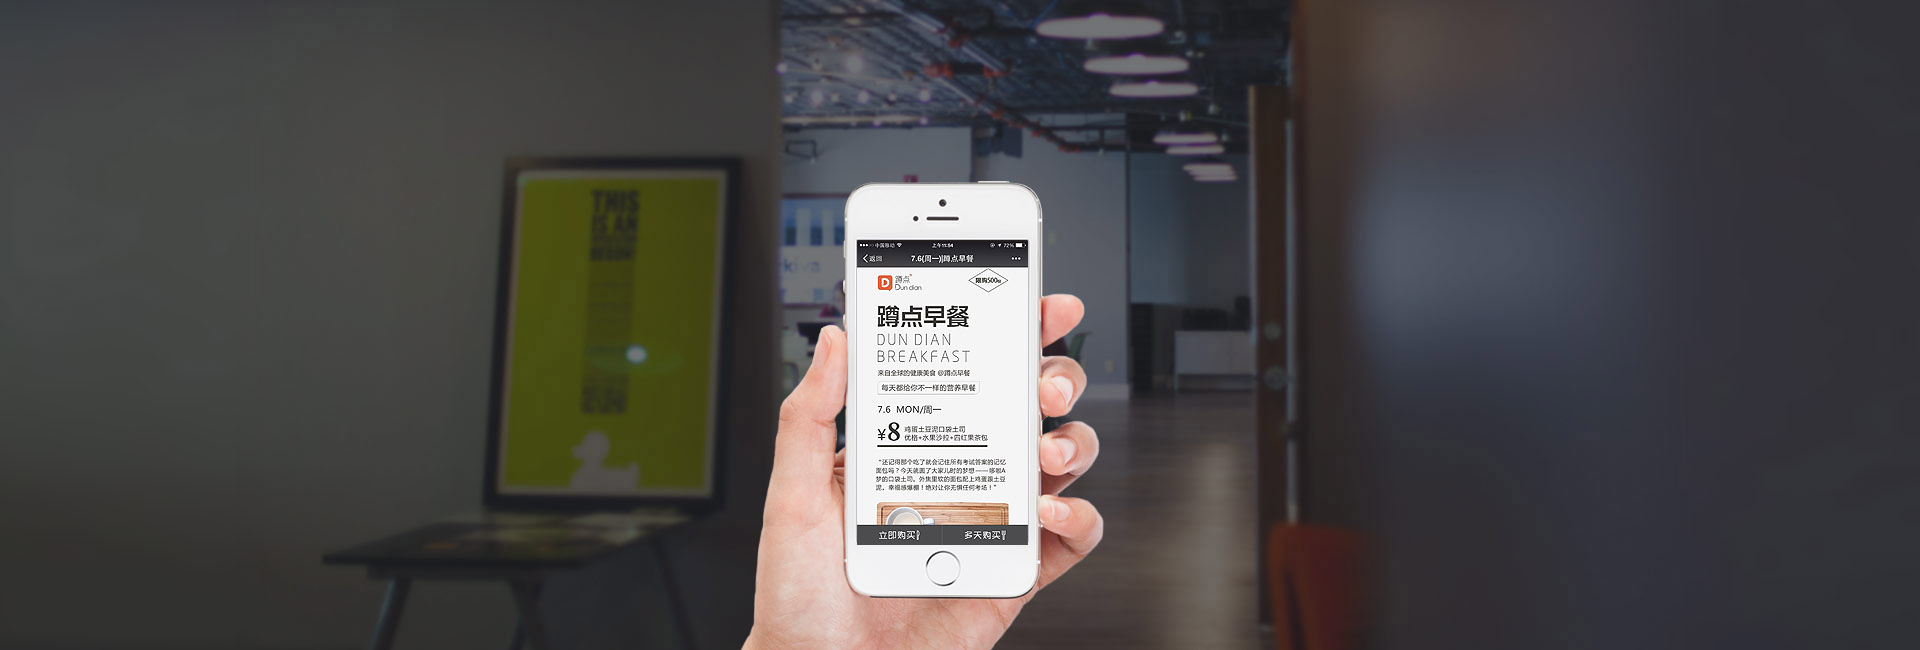 THIS
IS AN
kiva
中国移动
上午11:54
72%
返回
7.6(周一)|蹲点早餐
D
蹲点
Dun dian
限购500份
蹲点早餐
DUN DIAN
BREAKFAST
来自全球的健康美食 @蹲点早餐
每天都给你不一样的营养早餐
7.6 MON/周一
¥8
鸡蛋土豆泥口袋土司
优格+水果沙拉+四红果茶包
“还记得那个吃了就会记住所有考试答案的记忆
面包吗？今天就圆了大家儿时的梦想——哆啦A
梦的口袋土司。外焦里软的面包配上鸡蛋跟土豆
泥，幸福感爆棚！绝对让你无惧任何考场！”
立即购买
多天购买